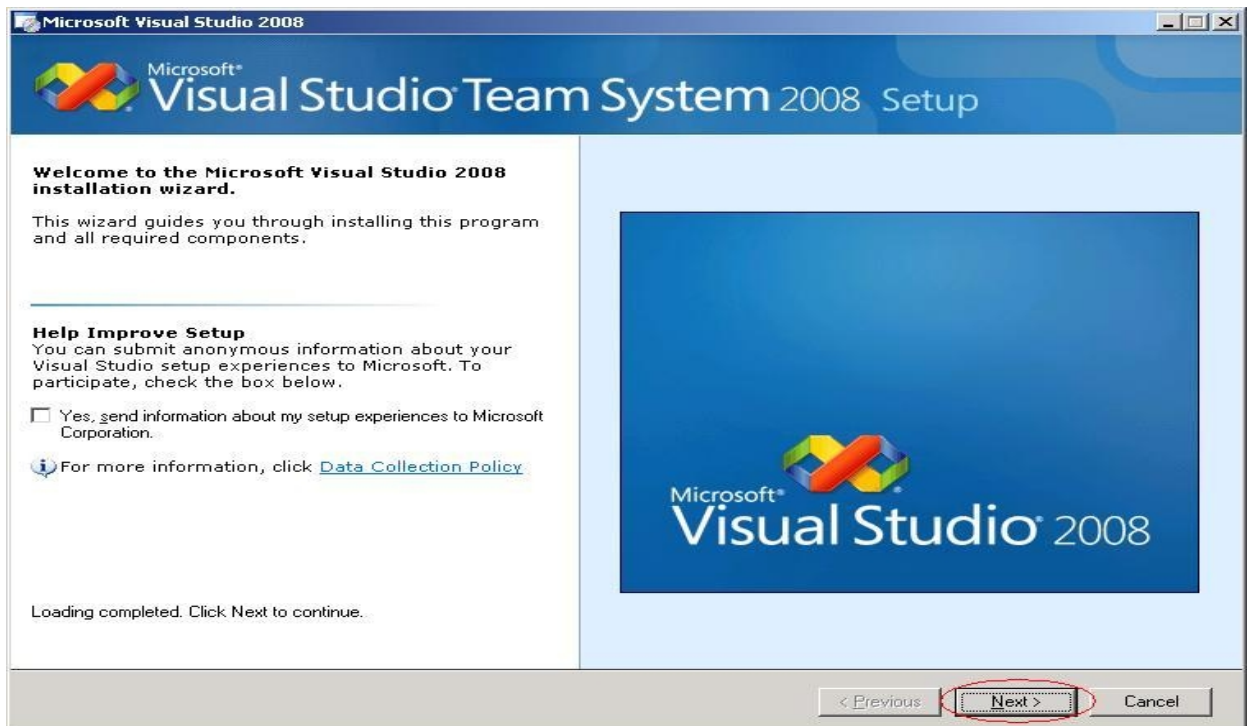 Microsoft Visual Studio 2008
Microsoft®
Visual Studio® Team System 2008 Setup
Welcome to the Microsoft Visual Studio 2008
installation wizard.
This wizard guides you through installing this program
and all required components.
Help Improve Setup
You can submit anonymous information about your
Visual Studio setup experiences to Microsoft. To
participate, check the box below.
Yes, send information about my setup experiences to Microsoft
Corporation.
For more information, click Data Collection Policy
Loading completed. Click Next to continue.
Microsoft®
Visual Studio® 2008
< Previous
Next >
Cancel